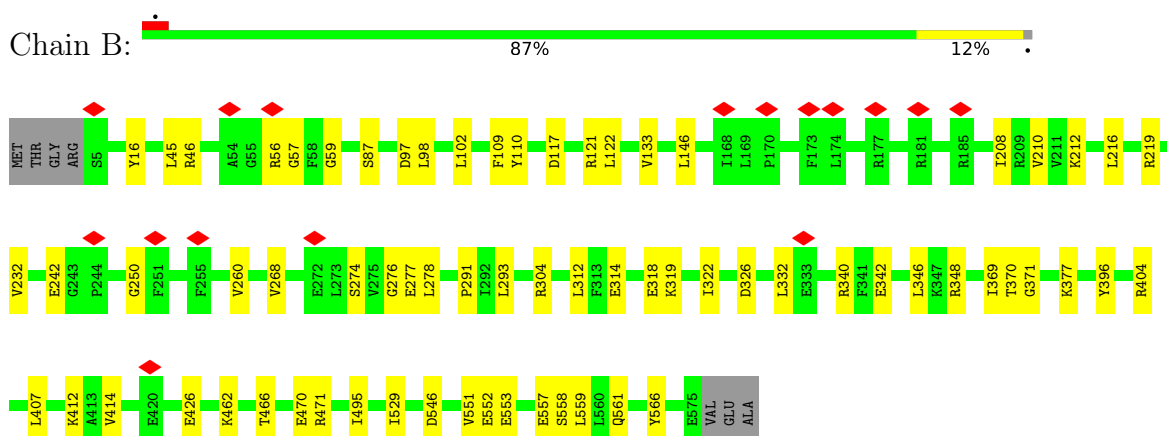 Chain B:
87% 12%
MET THR GLY ARG S5 Y16 L45 R46 A54 G55 R56 G57 F58 G59 S87 D97 L98 L102 F109 Y110 D117 R121 L122 V133 L146 I168 L169 P170 F173 L174 R177 R181 R185 I208 R209 V210 V211 K212 L216 R219
V232 E242 G243 P244 G250 F251 F255 V260 V268 E272 L273 S274 V275 G276 E277 L278 P291 I292 L293 R304 L312 F313 E314 E318 K319 I322 D326 L332 E333 R340 F341 E342 L346 K347 R348 I369 T370 G371 K377 Y396 R404
L407 K412 A413 V414 E420 E426 K462 T466 E470 R471 I495 I529 D546 V551 E552 E553 E557 S558 L559 L560 Q561 Y566 E575 VAL GLU ALA